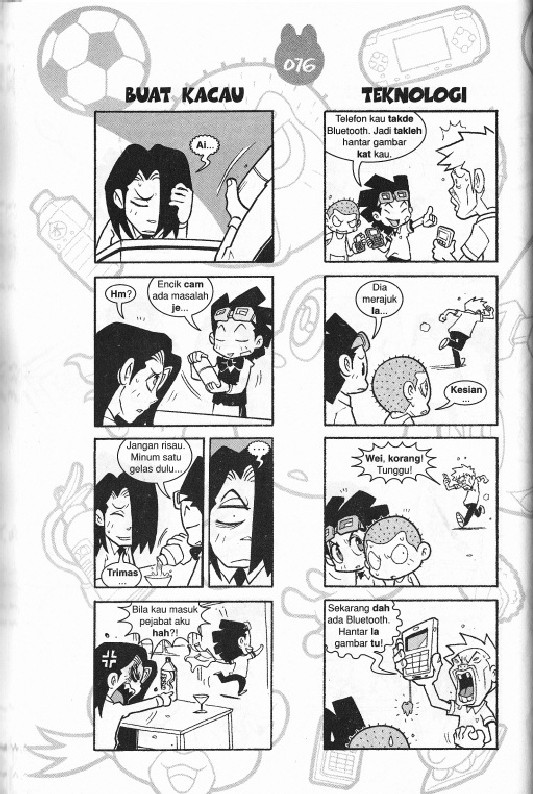 076
BUAT KACAU
Ai...
Hm?
Encik cam
ada masalah
je...
Jangan risau.
Minum satu
gelas dulu...
Trimas
...
...
Bila kau masuk
pejabat aku
hah?!
TEKNOLOGI
Telefon kau takde
Bluetooth. Jadi takleh
hantar gambar
kat kau.
Dia
merajuk
la...
Kesian
...
Wei, korang!
Tunggu!
Sekarang dah
ada Bluetooth.
Hantar la
gambar tu!